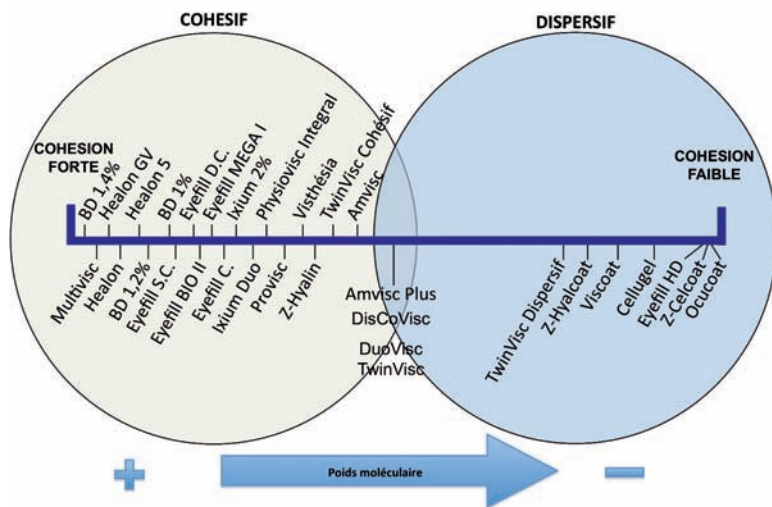 COHESIF
DISPERSIF
COHESION
FORTE
COHESION
FAIBLE
BD 1,4%
Healon GV
Healon 5
BD 1%
Eyefill D.C.
Eyefill MEGA I
Ixium 2%
Physiovisc Integral
Visthésia
TwinVisc Cohésif
Amvisc
Multivisc
Healon
BD 1,2%
Eyefill S.C.
Eyefill BIO II
Eyefill C.
Ixium Duo
Provisc
Z-Hyalin
Amvisc Plus
DisCoVisc
DuoVisc
TwinVisc
TwinVisc Dispersif
Z-Hyalcoat
Viscoat
Cellugel
Eyefill HD
Z-Celcoat
Ocucoat
+
Poids moléculaire
−